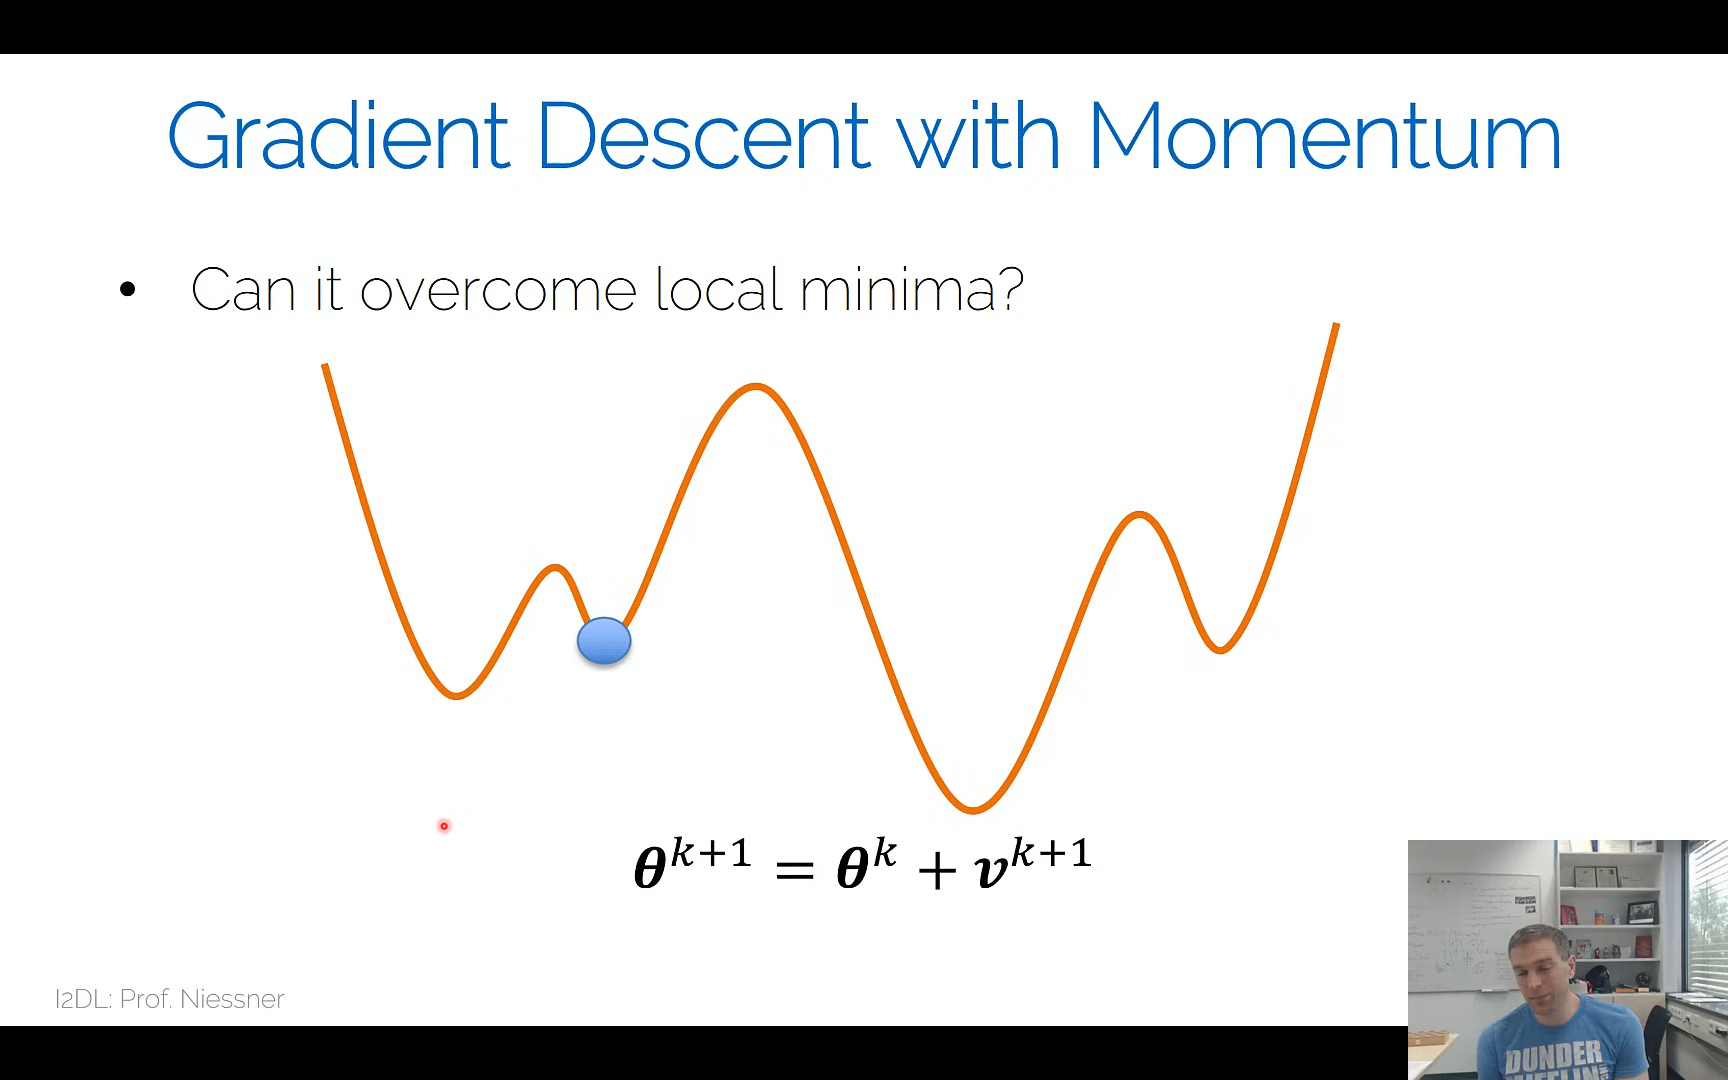 Gradient Descent with Momentum
• Can it overcome local minima?
θ^{k+1} = θ^k + v^{k+1}
I2DL: Prof. Niessner
DUNDER